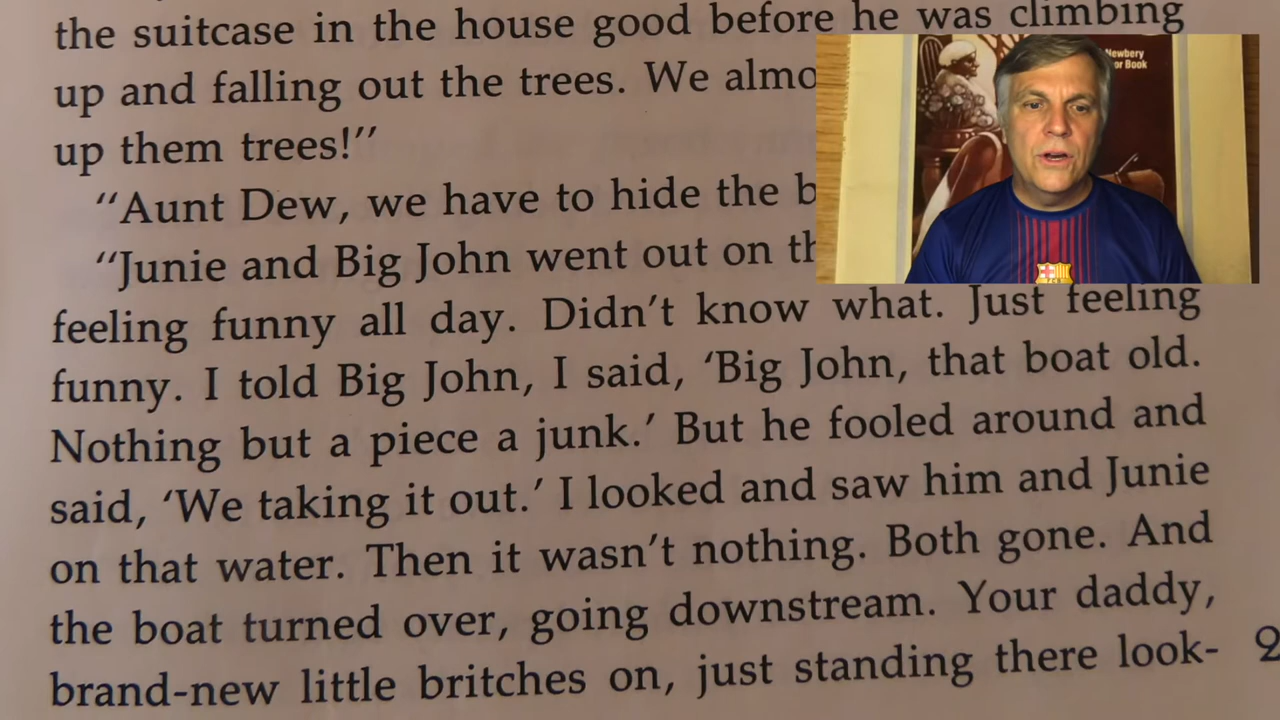 the suitcase in the house good before he was climbing
up and falling out the trees. We almo
up them trees!”
“Aunt Dew, we have to hide the b
“Junie and Big John went out on th
feeling funny all day. Didn’t know what. Just feeling
funny. I told Big John, I said, ‘Big John, that boat old.
Nothing but a piece a junk.’ But he fooled around and
said, ‘We taking it out.’ I looked and saw him and Junie
on that water. Then it wasn’t nothing. Both gone. And
the boat turned over, going downstream. Your daddy,
brand-new little britches on, just standing there look-
2
Newbery
or Book
FCB